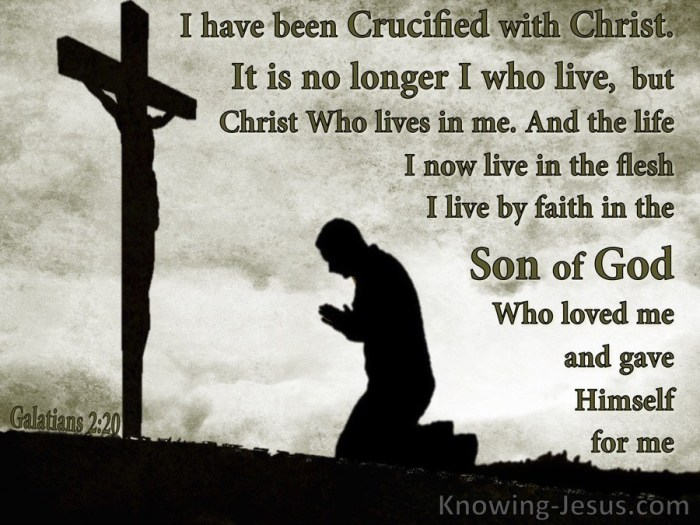 I have been Crucified with Christ.
It is no longer I who live, but
Christ Who lives in me. And the life
I now live in the flesh
I live by faith in the
Son of God
Who loved me
and gave
Himself
for me
Galatians 2:20
Knowing-Jesus.com